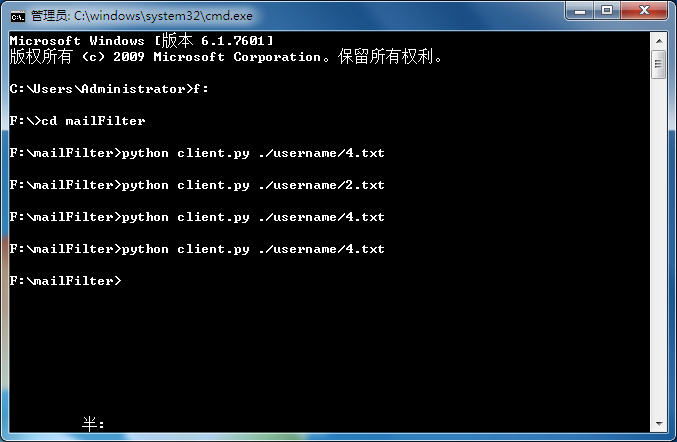 管理员: C:\windows\system32\cmd.exe
Microsoft Windows [版本 6.1.7601]
版权所有 (c) 2009 Microsoft Corporation。保留所有权利。
C:\Users\Administrator>f:
F:\>cd mailFilter
F:\mailFilter>python client.py ./username/4.txt
F:\mailFilter>python client.py ./username/2.txt
F:\mailFilter>python client.py ./username/4.txt
F:\mailFilter>python client.py ./username/4.txt
F:\mailFilter>
半: